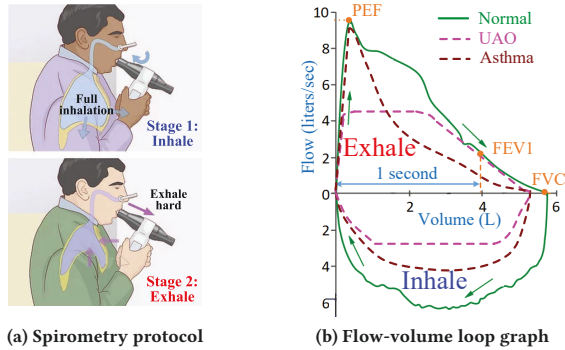 Full
inhalation
Stage 1:
Inhale
Exhale
hard
Stage 2:
Exhale
(a) Spirometry protocol
10
8
6
4
2
0
2
4
6
Flow (liters/sec)
PEF
Normal
UAO
Asthma
Exhale
FEV1
1 second
FVC
2
4
6
Volume (L)
Inhale
(b) Flow-volume loop graph